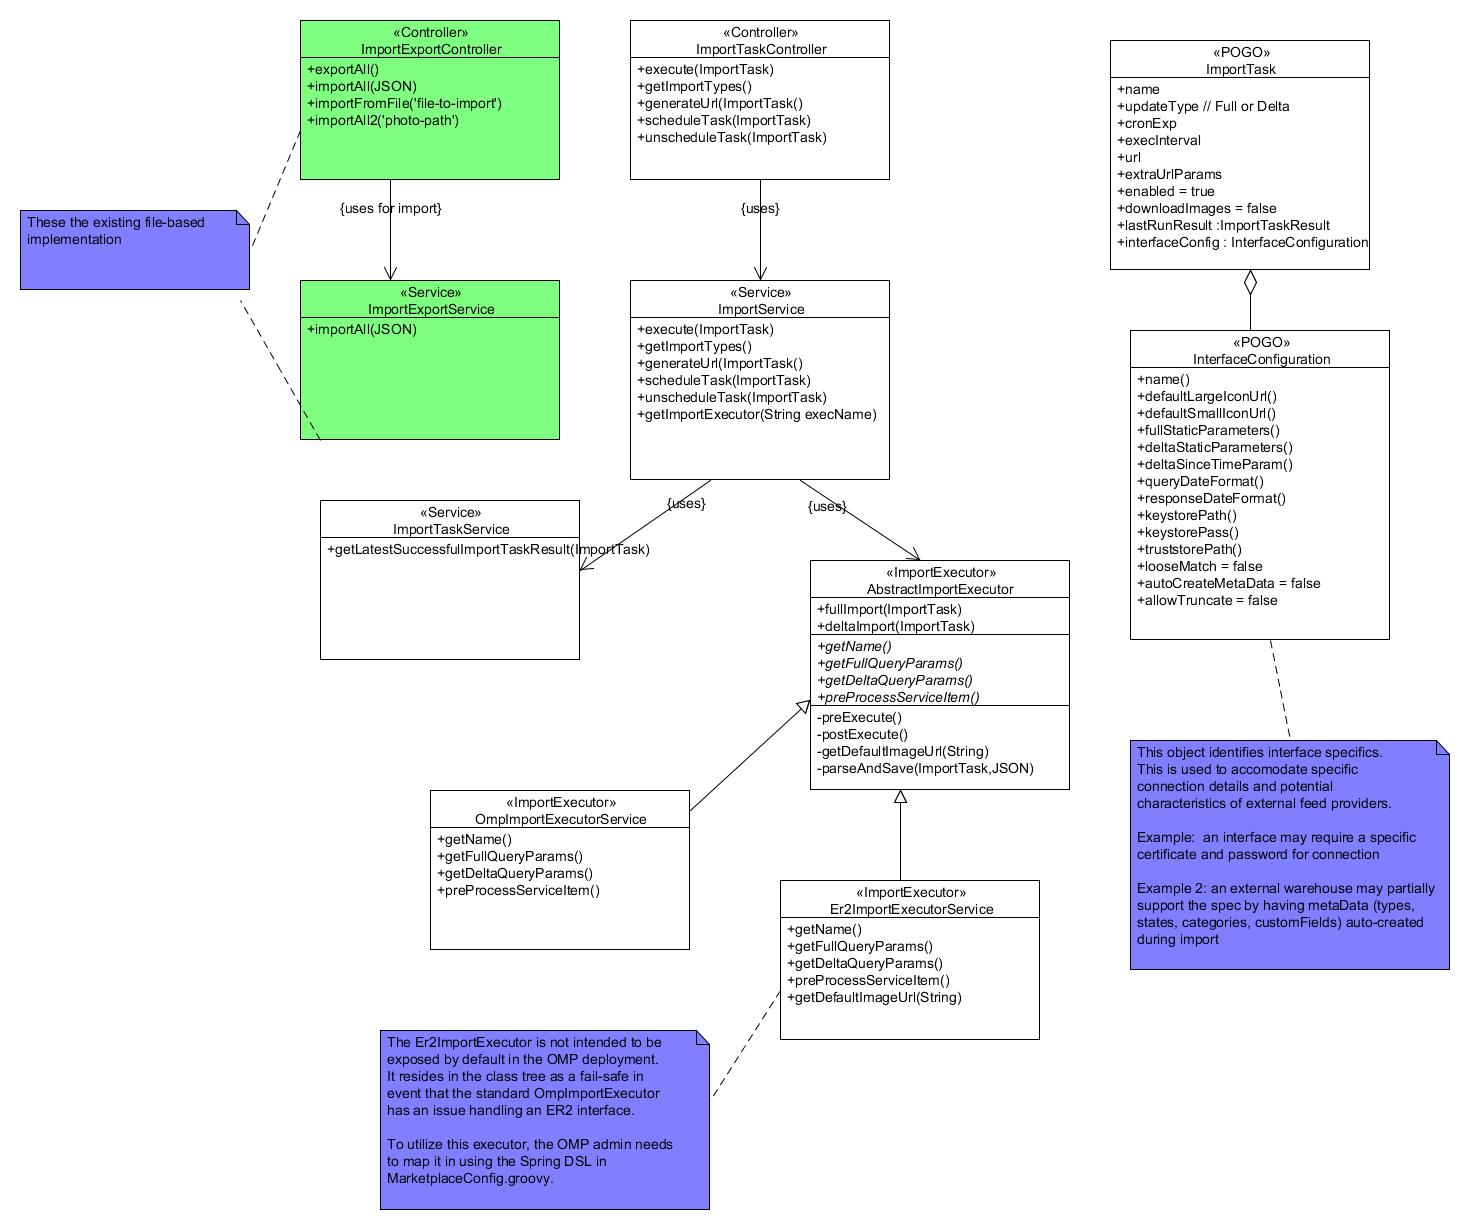 «Controller»
ImportExportController
+exportAll()
+importAll(JSON)
+importFromFile('file-to-import')
+importAll2('photo-path')
{uses for import}
These the existing file-based
implementation
«Service»
ImportExportService
+importAll(JSON)
«Controller»
ImportTaskController
+execute(ImportTask)
+getImportTypes()
+generateUrl(ImportTask()
+scheduleTask(ImportTask)
+unscheduleTask(ImportTask)
{uses}
«Service»
ImportService
+execute(ImportTask)
+getImportTypes()
+generateUrl(ImportTask()
+scheduleTask(ImportTask)
+unscheduleTask(ImportTask)
+getImportExecutor(String execName)
{uses}
{uses}
«Service»
ImportTaskService
+getLatestSuccessfulImportTaskResult(ImportTask)
«ImportExecutor»
AbstractImportExecutor
+fullImport(ImportTask)
+deltaImport(ImportTask)
+getName()
+getFullQueryParams()
+getDeltaQueryParams()
+preProcessServiceItem()
-preExecute()
-postExecute()
-getDefaultImageUrl(String)
-parseAndSave(ImportTask,JSON)
«ImportExecutor»
OmpImportExecutorService
+getName()
+getFullQueryParams()
+getDeltaQueryParams()
+preProcessServiceItem()
«ImportExecutor»
Er2ImportExecutorService
+getName()
+getFullQueryParams()
+getDeltaQueryParams()
+preProcessServiceItem()
+getDefaultImageUrl(String)
The Er2ImportExecutor is not intended to be
exposed by default in the OMP deployment.
It resides in the class tree as a fail-safe in
event that the standard OmpImportExecutor
has an issue handling an ER2 interface.
To utilize this executor, the OMP admin needs
to map it in using the Spring DSL in
MarketplaceConfig.groovy.
«POGO»
ImportTask
+name
+updateType // Full or Delta
+cronExp
+execInterval
+url
+extraUrlParams
+enabled = true
+downloadImages = false
+lastRunResult :ImportTaskResult
+interfaceConfig : InterfaceConfiguration
«POGO»
InterfaceConfiguration
+name()
+defaultLargeIconUrl()
+defaultSmallIconUrl()
+fullStaticParameters()
+deltaStaticParameters()
+deltaSinceTimeParam()
+queryDateFormat()
+responseDateFormat()
+keystorePath()
+keystorePass()
+truststorePath()
+looseMatch = false
+autoCreateMetaData = false
+allowTruncate = false
This object identifies interface specifics.
This is used to accomodate specific
connection details and potential
characteristics of external feed providers.
Example:  an interface may require a specific
certificate and password for connection
Example 2: an external warehouse may partially
support the spec by having metaData (types,
states, categories, customFields) auto-created
during import